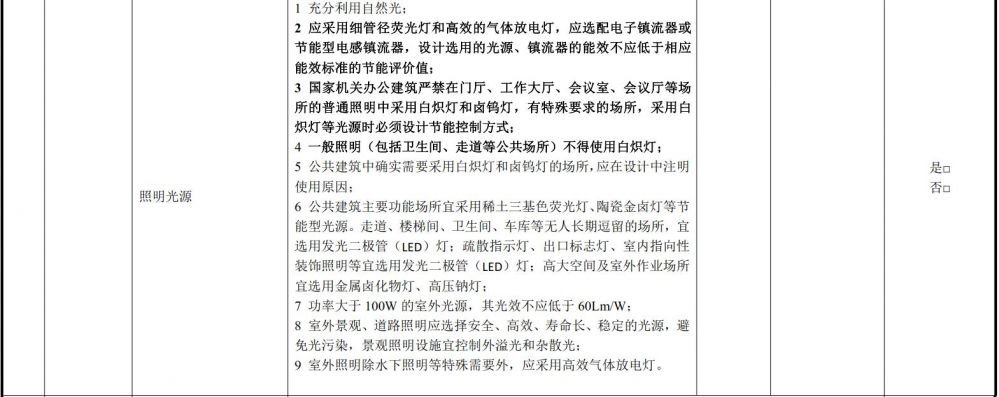 1 充分利用自然光；
2 应采用细管径荧光灯和高效的气体放电灯，应选配电子镇流器或
节能型电感镇流器，设计选用的光源、镇流器的能效不应低于相应
能效标准的节能评价值；
3 国家机关办公建筑严禁在门厅、工作大厅、会议室、会议厅等场
所的普通照明中采用白炽灯和卤钨灯，有特殊要求的场所，采用白
炽灯等光源时必须设计节能控制方式；
4 一般照明（包括卫生间、走道等公共场所）不得使用白炽灯；
5 公共建筑中确实需要采用白炽灯和卤钨灯的场所，应在设计中注明
使用原因；
照明光源
是□
否□
6 公共建筑主要功能场所宜采用稀土三基色荧光灯、陶瓷金卤灯等节
能型光源。走道、楼梯间、卫生间、车库等无人长期逗留的场所，宜
选用发光二极管（LED）灯；疏散指示灯、出口标志灯、室内指向性
装饰照明等宜选用发光二极管（LED）灯；高大空间及室外作业场所
宜选用金属卤化物灯、高压钠灯；
7 功率大于 100W 的室外光源，其光效不应低于 60Lm/W；
8 室外景观、道路照明应选择安全、高效、寿命长、稳定的光源，避
免光污染，景观照明设施宜控制外溢光和杂散光；
9 室外照明除水下照明等特殊需要外，应采用高效气体放电灯。